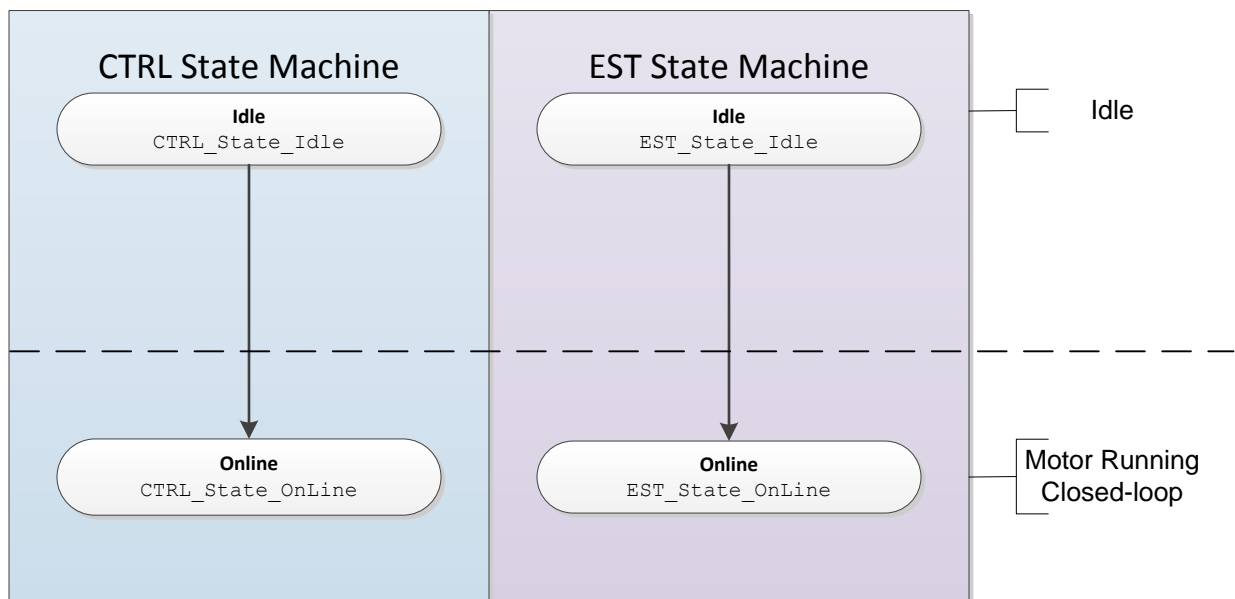 CTRL State Machine
EST State Machine
Idle
CTRL_State_Idle
Idle
EST_State_Idle
Idle
Online
CTRL_State_OnLine
Online
EST_State_OnLine
Motor Running
Closed-loop